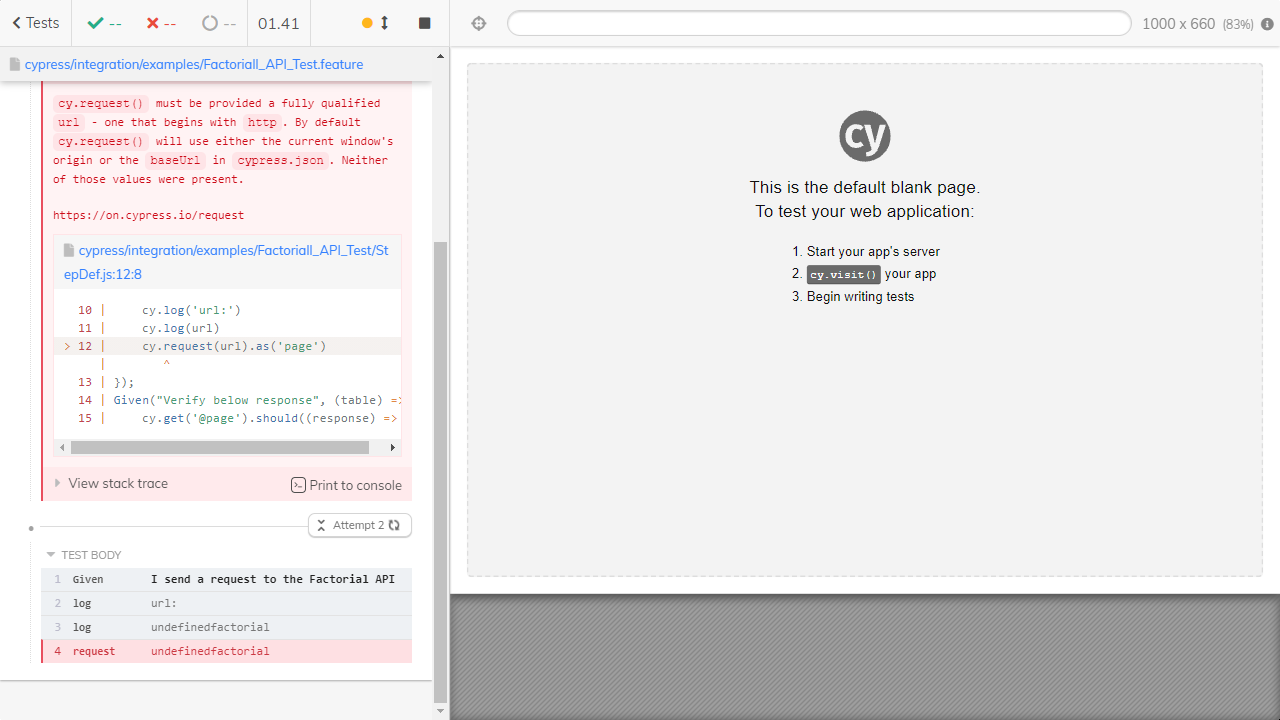 Tests
--
--
--
01.41
1000 x 660 (83%)
cypress/integration/examples/Factoriall_API_Test.feature
cy.request() must be provided a fully qualified
url - one that begins with http. By default
cy.request() will use either the current window's
origin or the baseUrl in cypress.json. Neither
of those values were present.
https://on.cypress.io/request
cypress/integration/examples/Factoriall_API_Test/St
epDef.js:12:8
10 | cy.log('url:')
11 | cy.log(url)
> 12 | cy.request(url).as('page')
| ^
13 | });
14 | Given("Verify below response", (table) =>
15 | cy.get('@page').should((response) =>
View stack trace
Print to console
Attempt 2
TEST BODY
1 Given I send a request to the Factorial API
2 log url:
3 log undefinedfactorial
4 request undefinedfactorial
cy
This is the default blank page.
To test your web application:
1. Start your app's server
2. cy.visit() your app
3. Begin writing tests